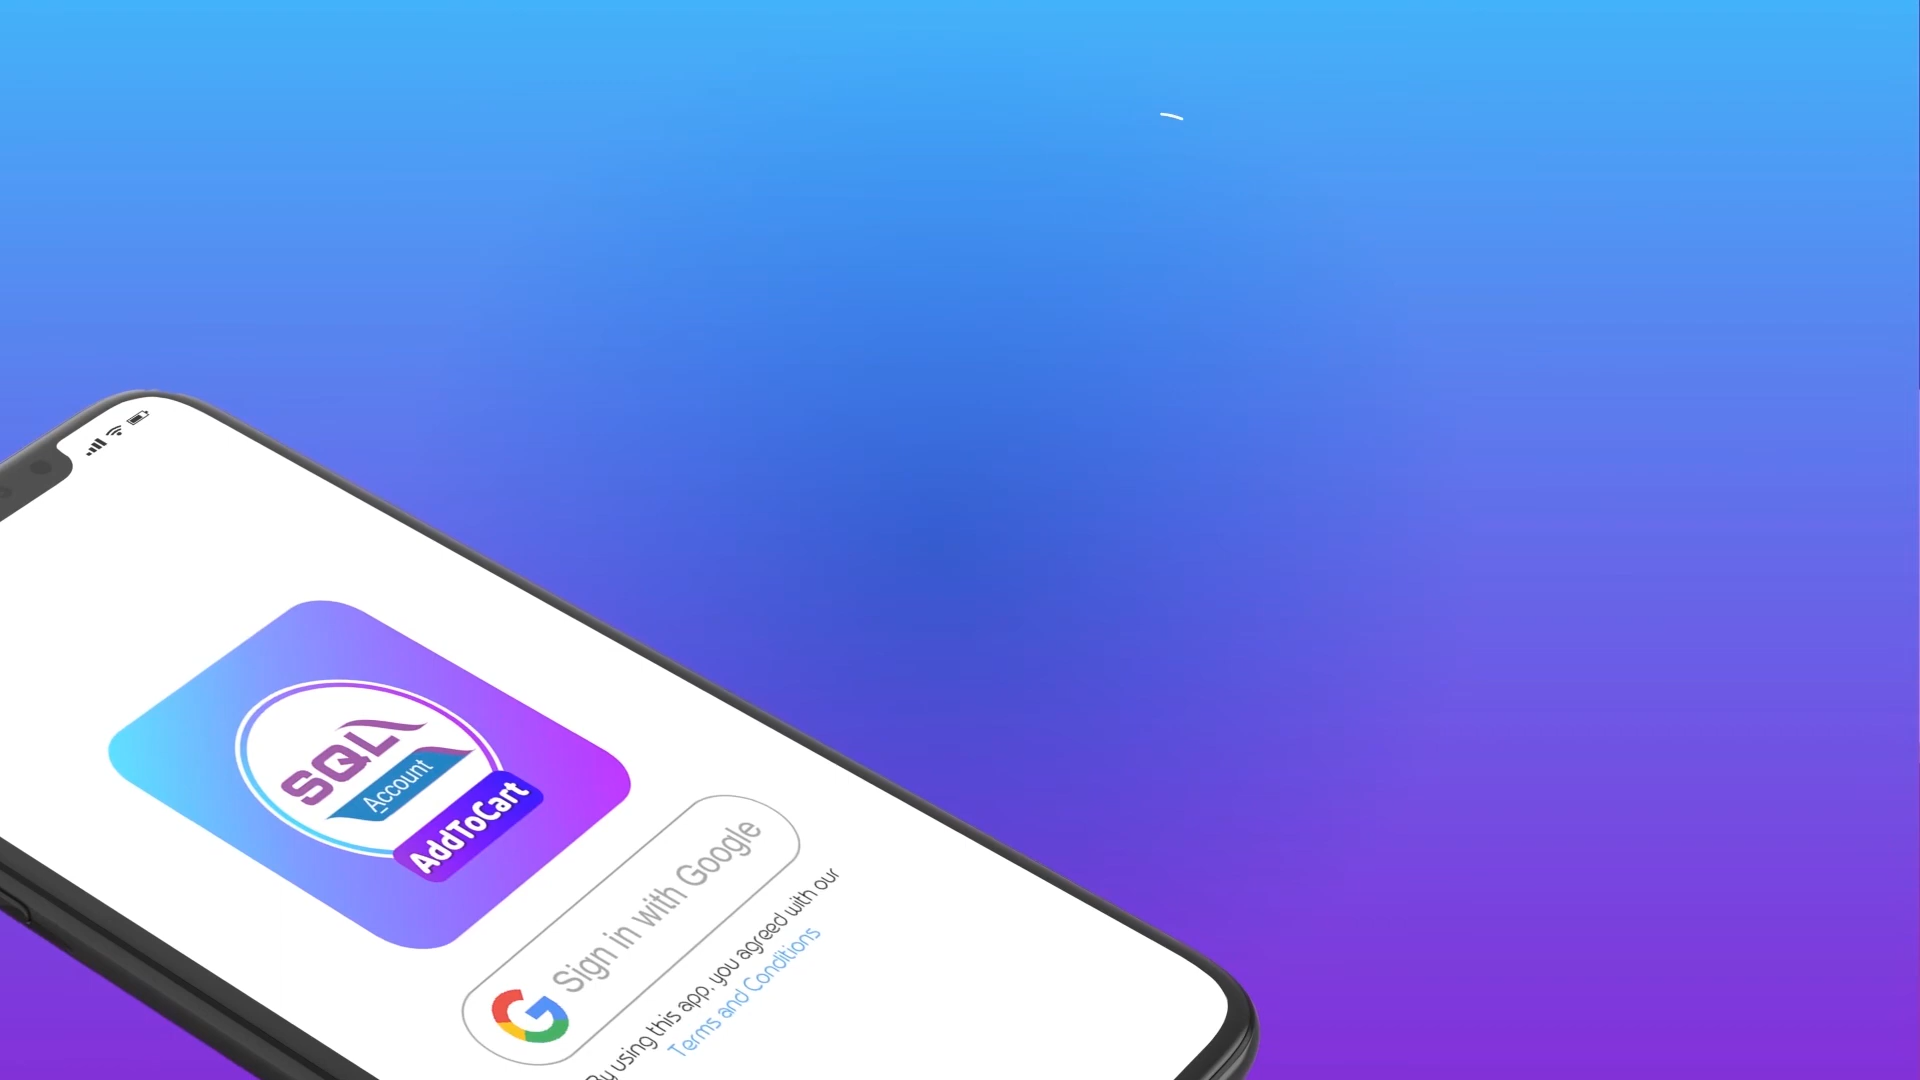 SQL
Account
AddToCart
Sign in with Google
By using this app, you agreed with our
Terms and Conditions